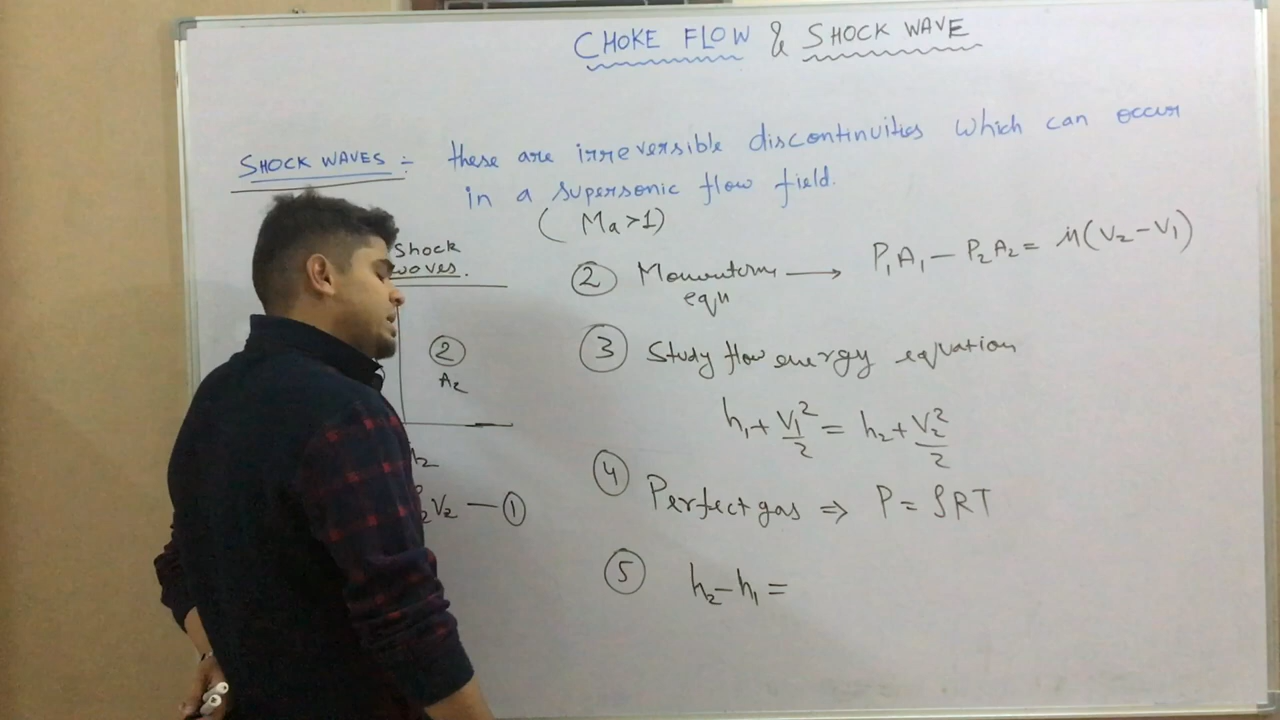 CHOKE FLOW & SHOCK WAVE
SHOCK WAVES :- these are irreversible discontinuities which can occur
in a supersonic flow field.
( Ma>1)
Shock
waves.
②
A₂
A₂
V₂ — ①
② Momentum → P₁A₁ – P₂A₂ = ṁ(V₂-V₁)
eqn
③ Study flow energy equation
h₁ + V₁²/2 = h₂ + V₂²/2
④ Perfect gas ⇒ P = ρRT
⑤ h₂-h₁ =